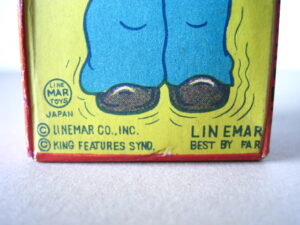 LINE
MAR
TOYS
JAPAN
© LINEMAR CO., INC.
© KING FEATURES SYND.
LINEMAR
BEST BY FAR